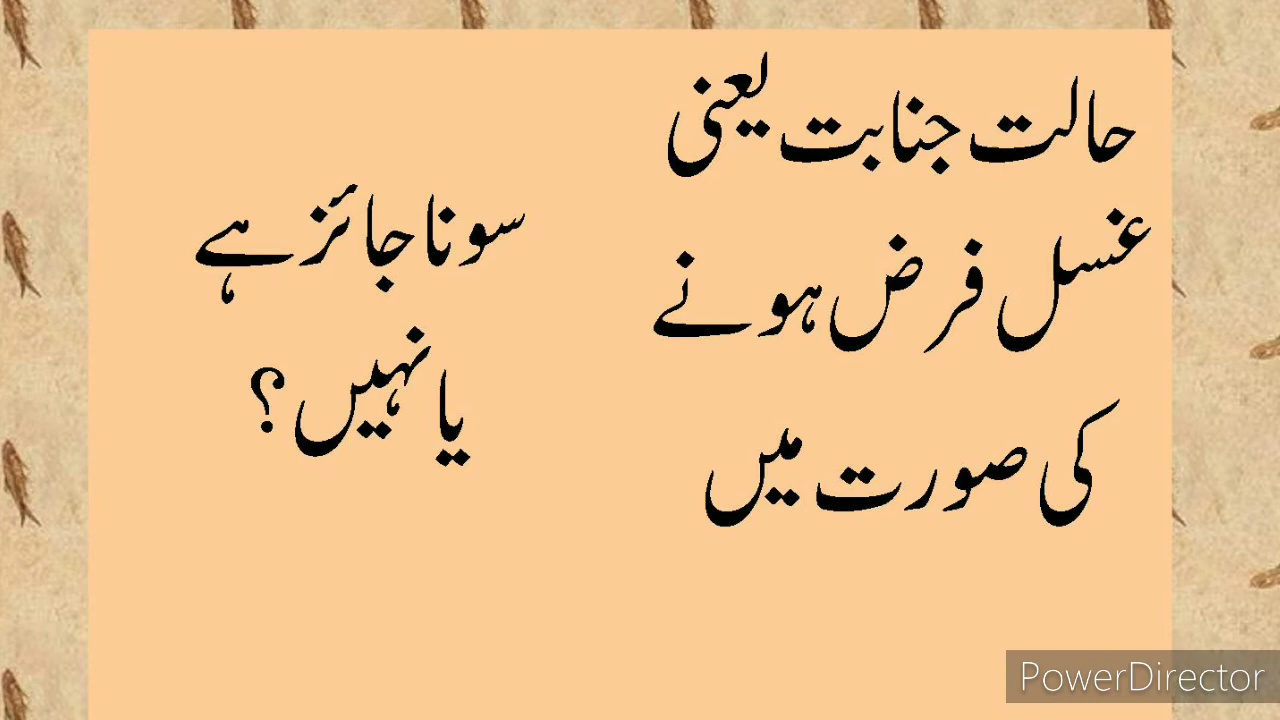 حالت جنابت یعنی
غسل فرض ہونے
کی صورت میں
سونا جائز ہے
یا نہیں؟
PowerDirector